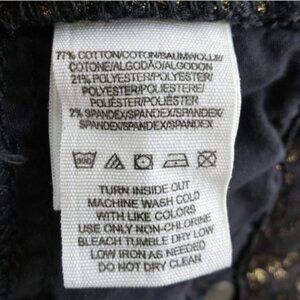 77% COTTON/COTON/BAUMWOLLE/
COTONE/ALGODÃO/ALGODON
21% POLYESTER/POLYESTER/
POLYESTER/POLIESTERE/
POLIÉSTER/POLIESTER
2% SPANDEX/SPANDEX/SPANDEX/
SPANDEX/SPANDEX/SPANDEX
TURN INSIDE OUT
MACHINE WASH COLD
WITH LIKE COLORS
USE ONLY NON-CHLORINE
BLEACH TUMBLE DRY LOW
LOW IRON AS NEEDED
DO NOT DRY CLEAN